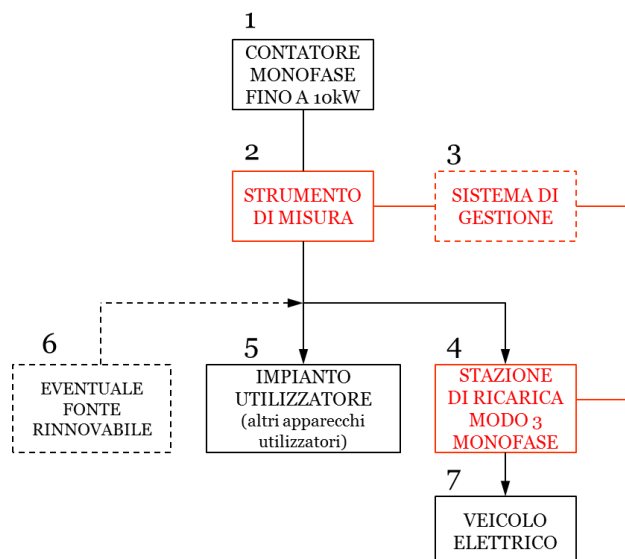 1
CONTATORE
MONOFASE
FINO A 10kW
2
STRUMENTO
DI MISURA
3
SISTEMA DI
GESTIONE
6
EVENTUALE
FONTE
RINNOVABILE
5
IMPIANTO
UTILIZZATORE
(altri apparecchi
utilizzatori)
4
STAZIONE
DI RICARICA
MODO 3
MONOFASE
7
VEICOLO
ELETTRICO